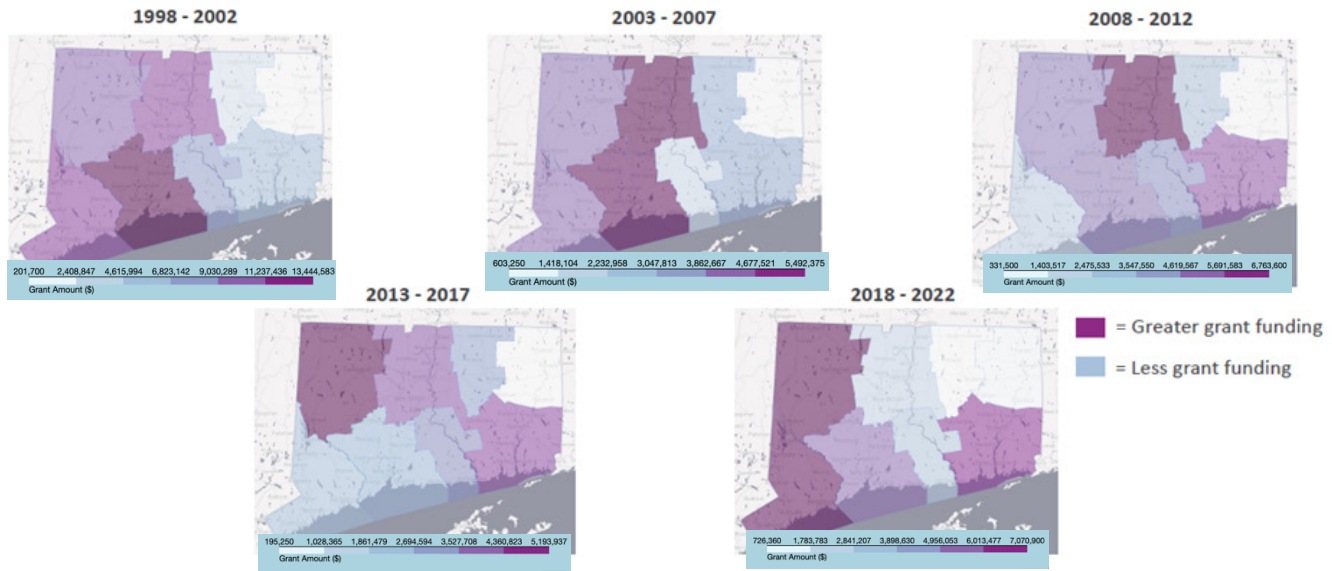 1998 - 2002
2003 - 2007
2008 - 2012
201,700 2,408,847 4,615,994 6,823,142 9,030,289 11,237,436 13,444,583
Grant Amount ($)
603,250 1,418,104 2,232,958 3,047,813 3,862,667 4,677,521 5,492,375
Grant Amount ($)
331,500 1,403,517 2,475,533 3,547,550 4,619,567 5,691,583 6,763,600
Grant Amount ($)
2013 - 2017
2018 - 2022
= Greater grant funding
= Less grant funding
195,250 1,028,365 1,861,479 2,694,594 3,527,708 4,360,823 5,193,937
Grant Amount ($)
726,360 1,783,783 2,841,207 3,898,630 4,956,053 6,013,477 7,070,900
Grant Amount ($)